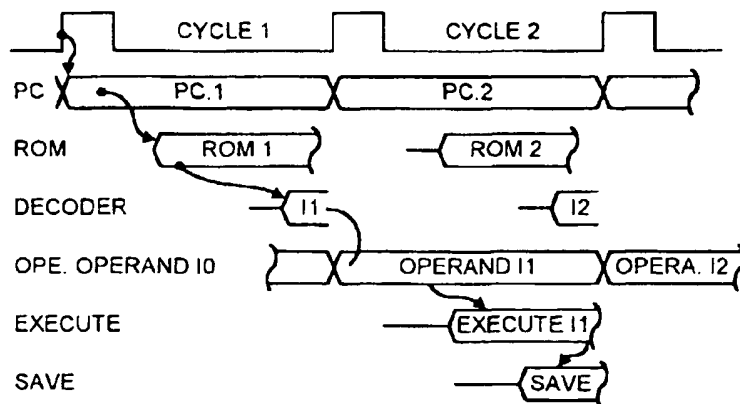 CYCLE 1 CYCLE 2
PC PC.1 PC.2
ROM ROM 1 ROM 2
DECODER I1 I2
OPE. OPERAND I0 OPERAND I1 OPERA. I2
EXECUTE EXECUTE I1
SAVE SAVE